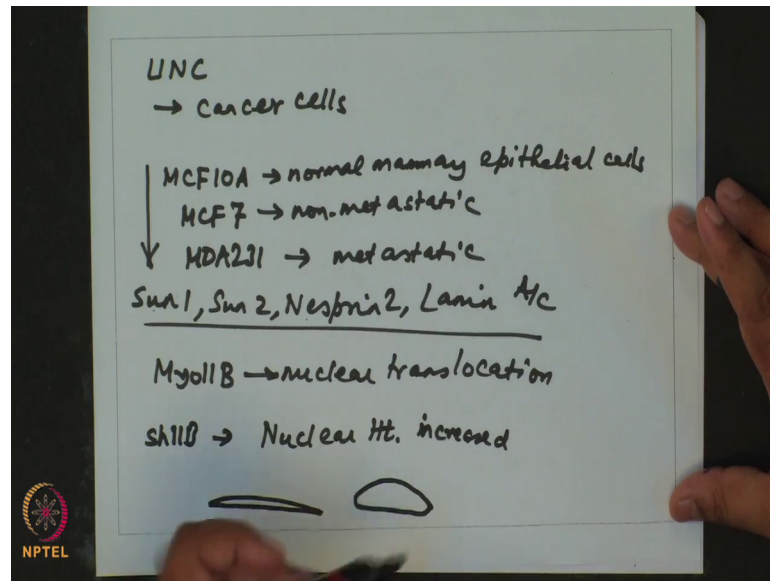 LINC
→ cancer cells
MCF10A → normal mammay epithelial cells
MCF7 → non-metastatic
MDA231 → metastatic
Sun1, Sun2, Nesprin2, Lamin A/C
MyoIIB → nuclear translocation
shIIB → Nuclear Ht. increased
NPTEL